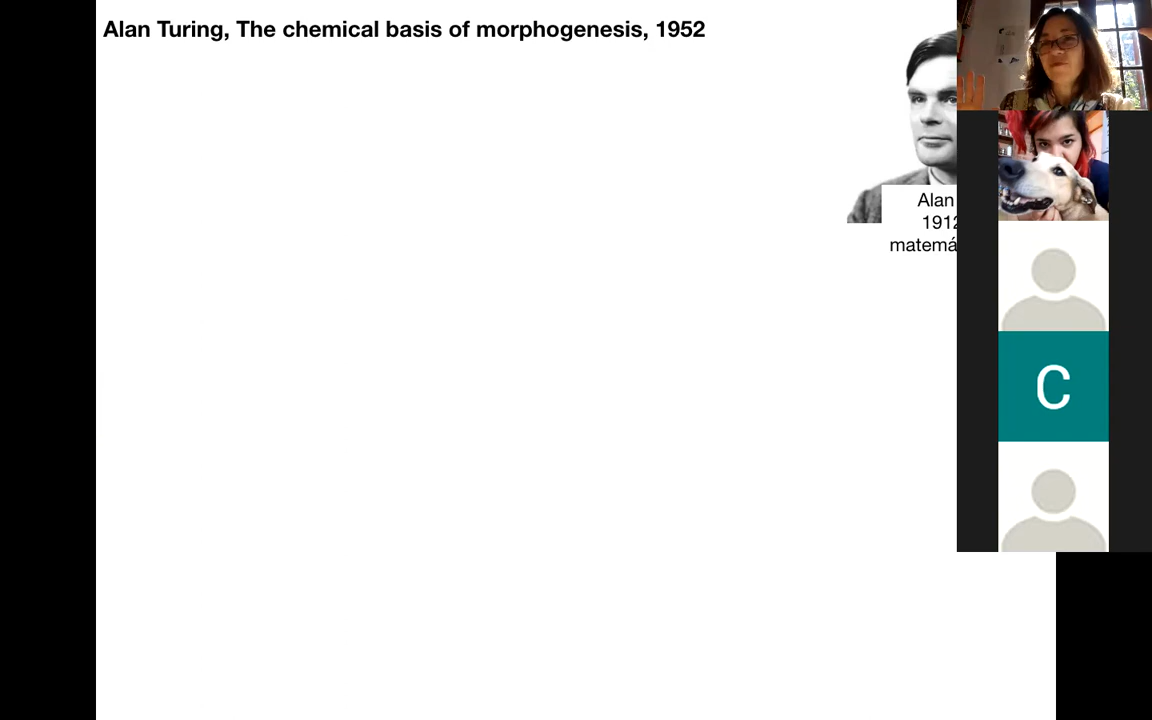 Alan Turing, The chemical basis of morphogenesis, 1952
Alan
1912
matemá
C